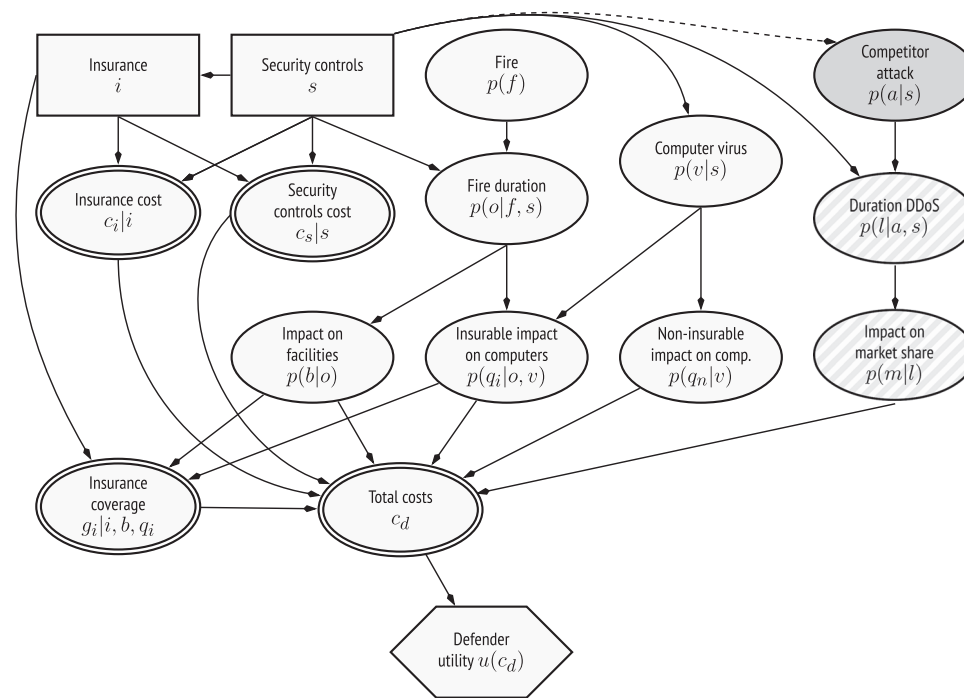 Insurance
i
Security controls
s
Fire
p(f)
Competitor
attack
p(a|s)
Computer virus
p(v|s)
Insurance cost
c_i|i
Security
controls cost
c_s|s
Fire duration
p(o|f, s)
Duration DDoS
p(l|a, s)
Impact on
facilities
p(b|o)
Insurable impact
on computers
p(q_i|o, v)
Non-insurable
impact on comp.
p(q_n|v)
Impact on
market share
p(m|l)
Insurance
coverage
g_i|i, b, q_i
Total costs
c_d
Defender
utility u(c_d)